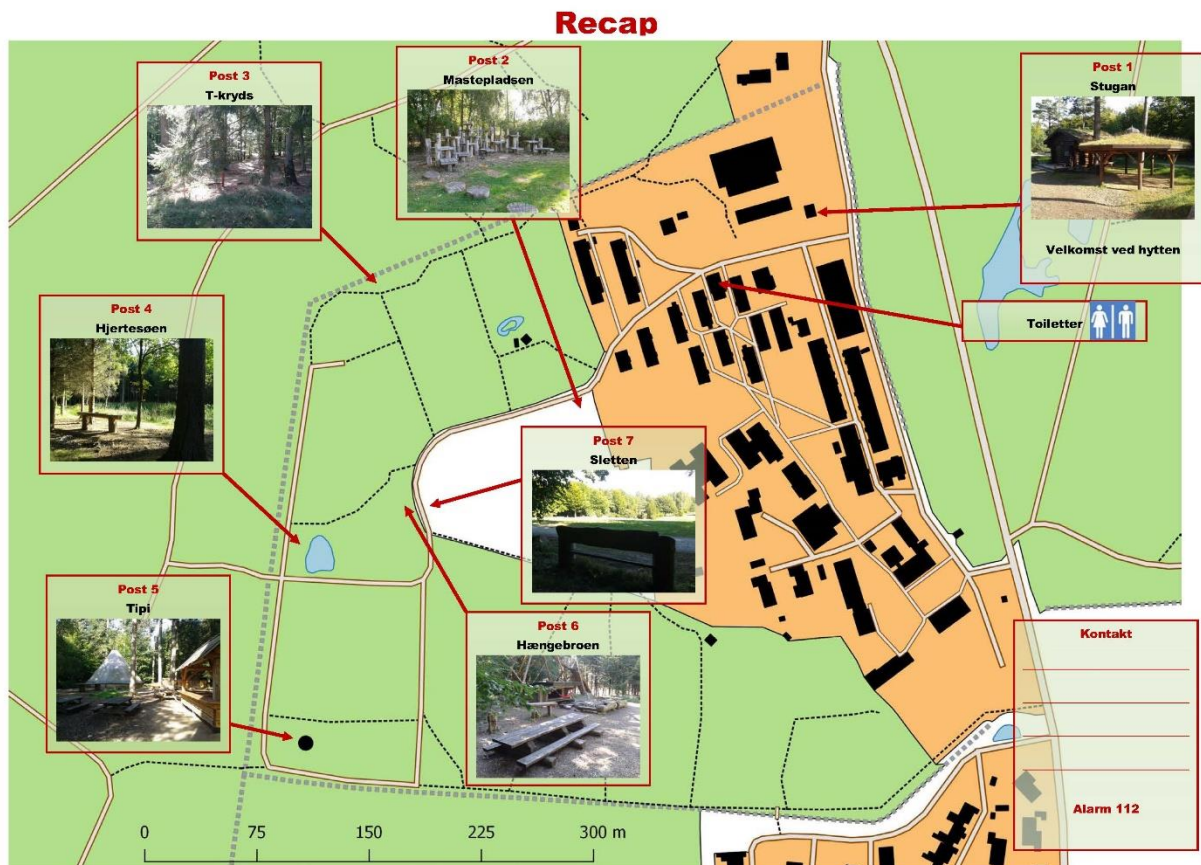 Recap
Post 3
T-kryds
Post 2
Mastepladsen
Post 1
Stugan
Velkomst ved hytten
Toiletter
Post 4
Hjertesøen
Post 7
Sletten
Post 5
Tipi
Post 6
Hængebroen
Kontakt
Alarm 112
0 75 150 225 300 m